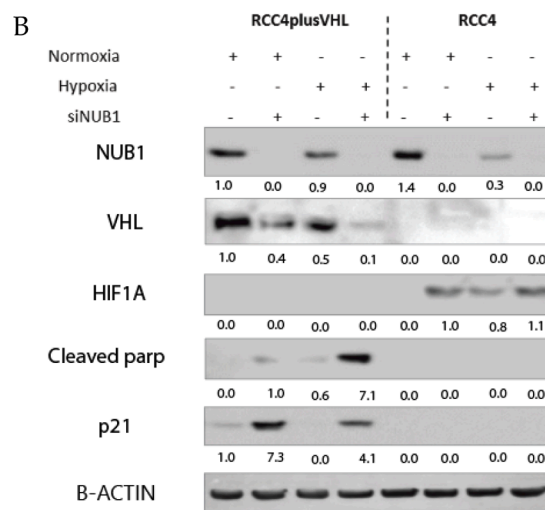 B
RCC4plusVHL RCC4
Normoxia + + - - + + - -
Hypoxia - - + + - - + +
siNUB1 - + - + - + - +
NUB1
1.0 0.0 0.9 0.0 1.4 0.0 0.3 0.0
VHL
1.0 0.4 0.5 0.1 0.0 0.0 0.0 0.0
HIF1A
0.0 0.0 0.0 0.0 0.0 1.0 0.8 1.1
Cleaved parp
0.0 1.0 0.6 7.1 0.0 0.0 0.0 0.0
p21
1.0 7.3 0.0 4.1 0.0 0.0 0.0 0.0
B-ACTIN